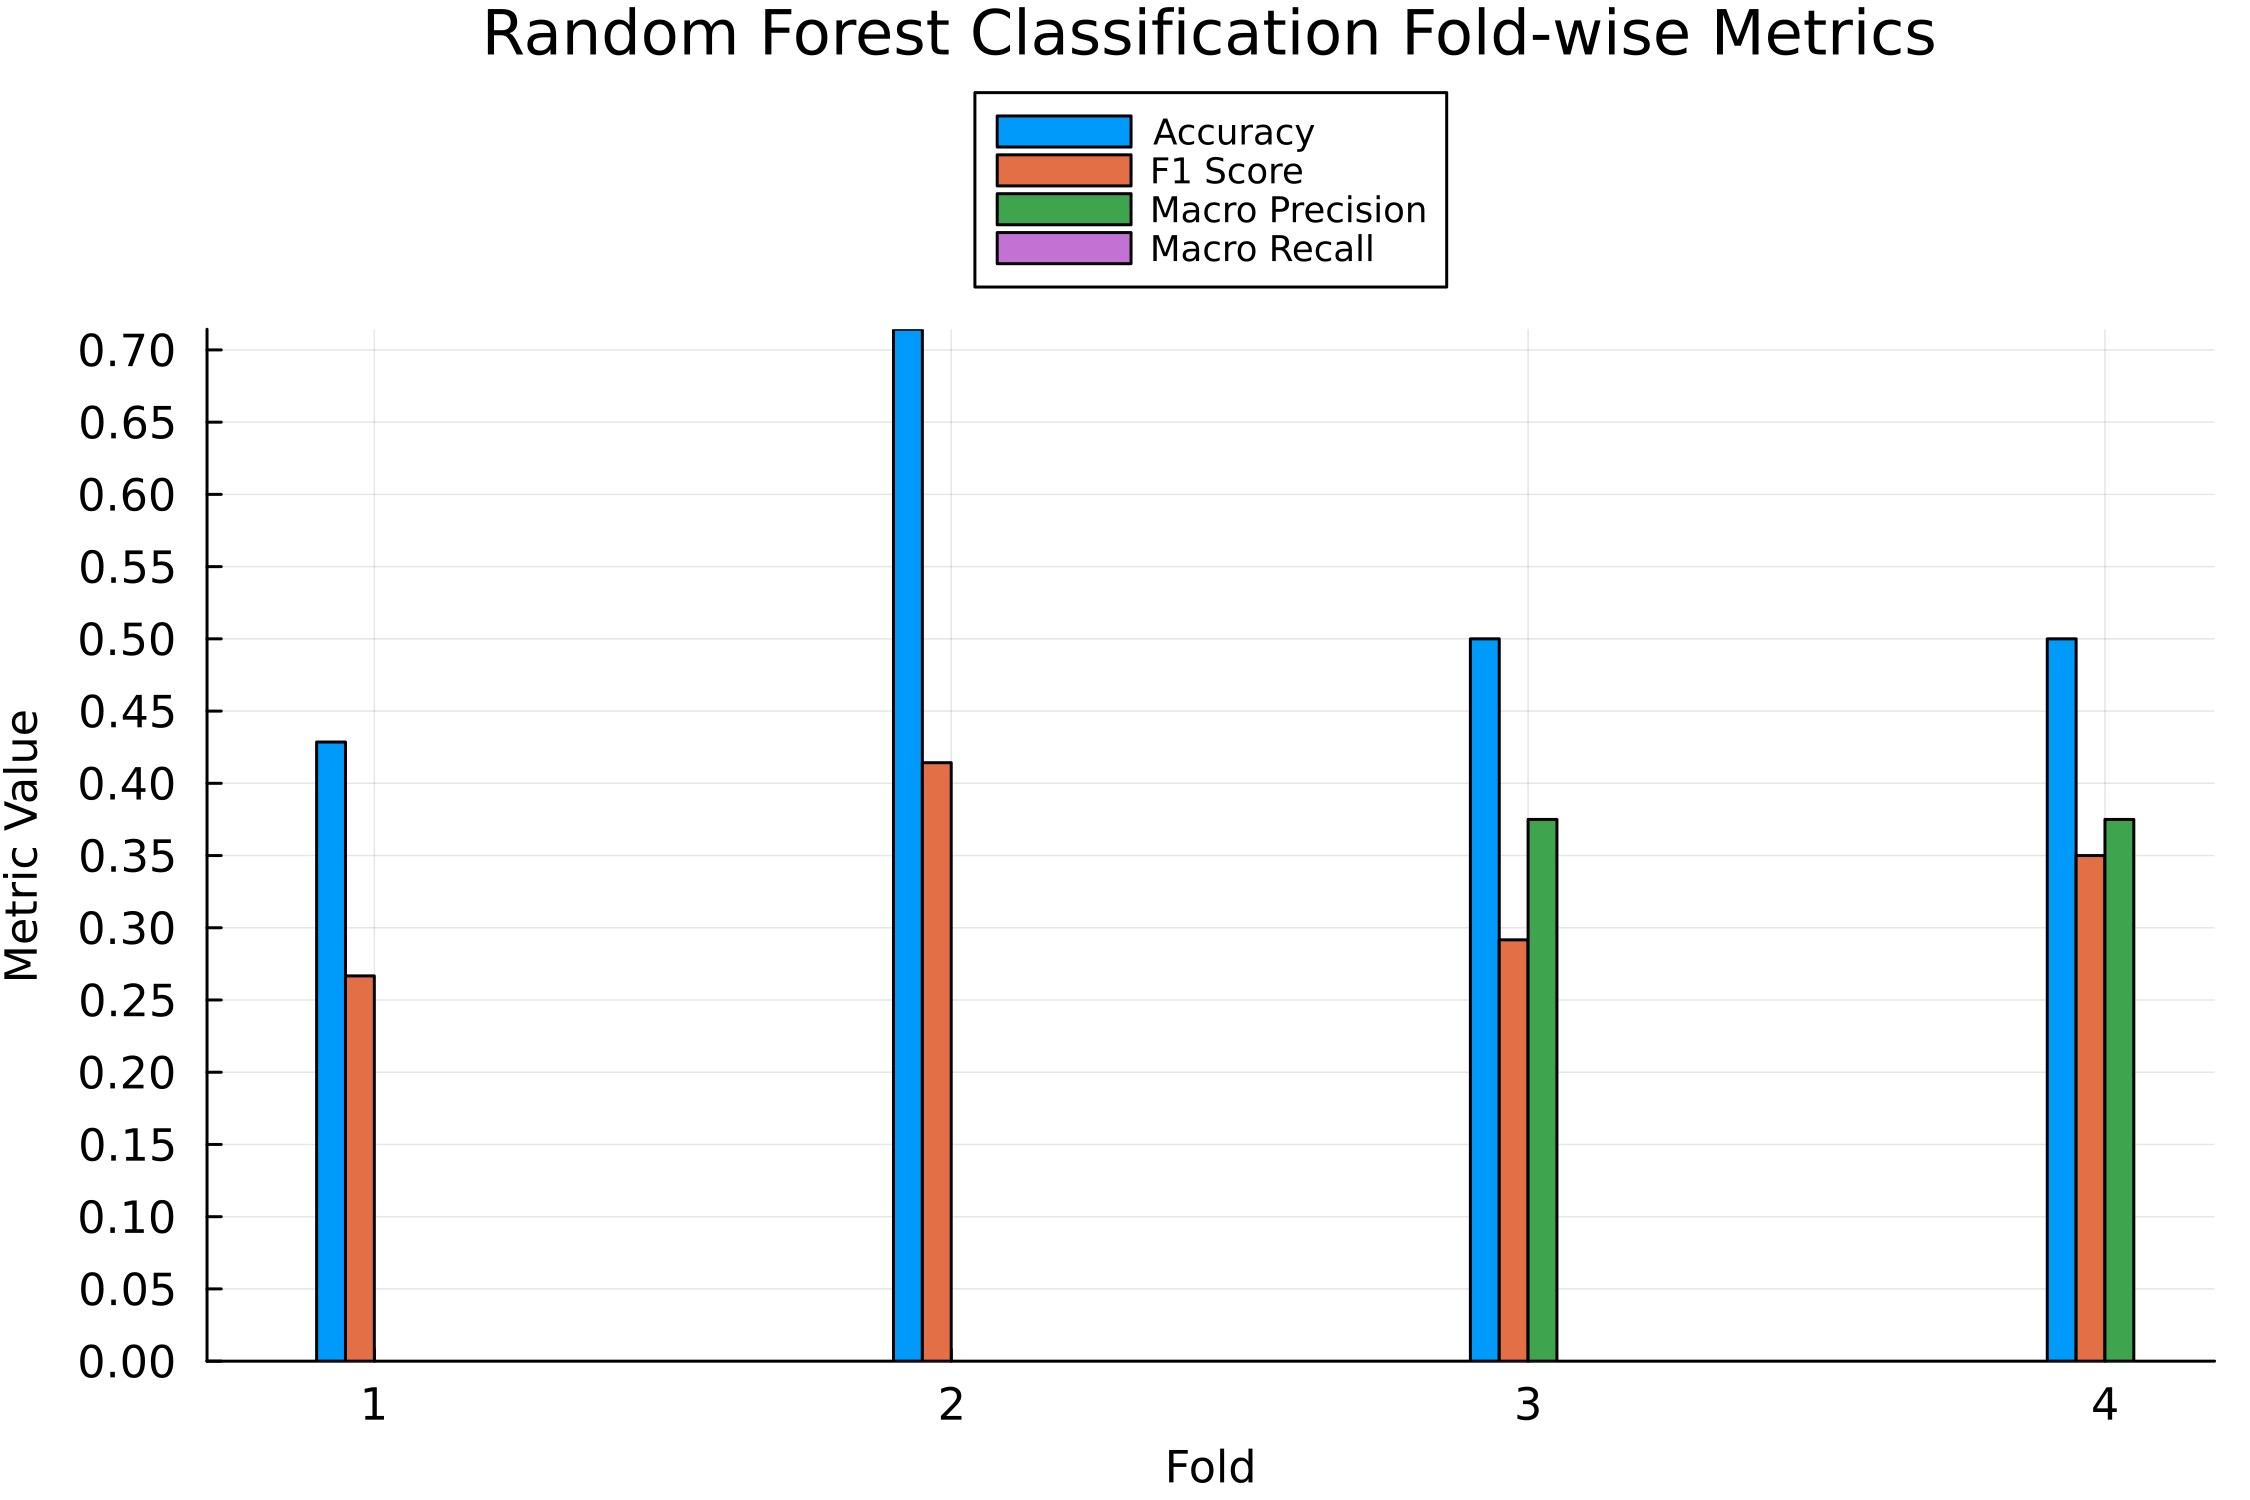 Random Forest Classification Fold-wise Metrics
Accuracy
F1 Score
Macro Precision
Macro Recall
0.70
0.65
0.60
0.55
0.50
0.45
0.40
0.35
0.30
0.25
0.20
0.15
0.10
0.05
0.00
Metric Value
1 2 3 4
Fold